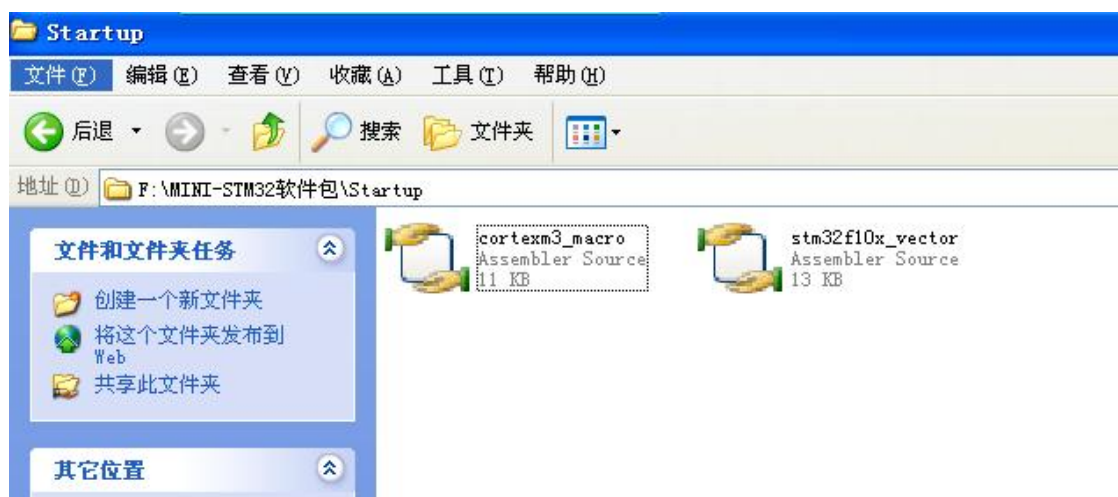 Startup
文件(F) 编辑(E) 查看(V) 收藏(A) 工具(T) 帮助(H)
后退 搜索 文件夹
地址(D) F:\MINI-STM32软件包\Startup
文件和文件夹任务
创建一个新文件夹
将这个文件夹发布到
Web
共享此文件夹
其它位置
cortexm3_macro
Assembler Source
11 KB
stm32f10x_vector
Assembler Source
13 KB